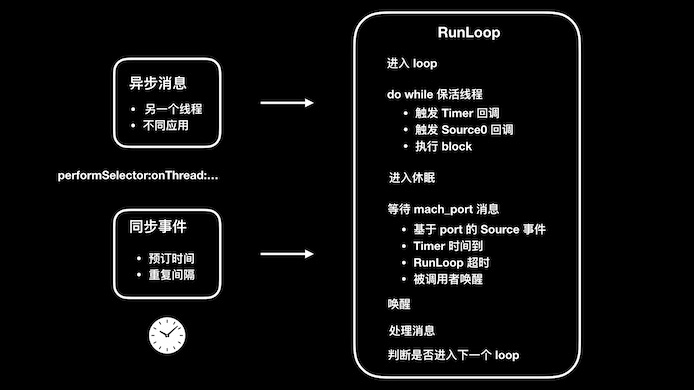 异步消息
• 另一个线程
• 不同应用
performSelector:onThread:...
同步事件
• 预订时间
• 重复间隔
RunLoop
进入 loop
do while 保活线程
• 触发 Timer 回调
• 触发 Source0 回调
• 执行 block
进入休眠
等待 mach_port 消息
• 基于 port 的 Source 事件
• Timer 时间到
• RunLoop 超时
• 被调用者唤醒
唤醒
处理消息
判断是否进入下一个 loop